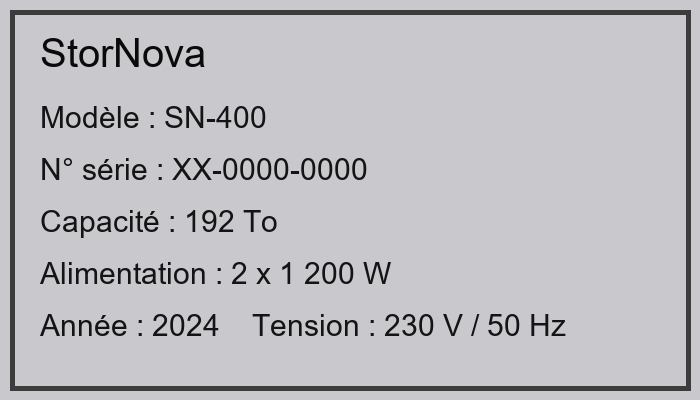 StorNova
Modèle : SN-400
N° série : XX-0000-0000
Capacité : 192 To
Alimentation : 2 x 1 200 W
Année : 2024    Tension : 230 V / 50 Hz